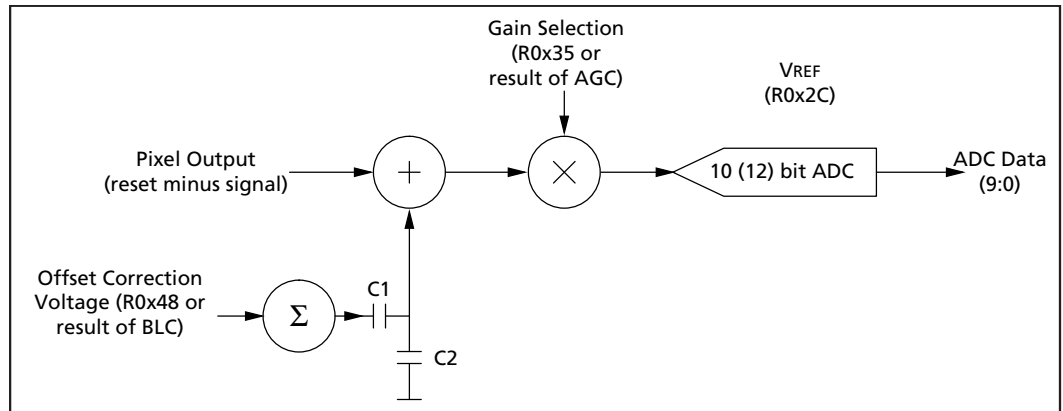 Gain Selection
(R0x35 or
result of AGC)
VREF
(R0x2C)
Pixel Output
(reset minus signal)
+
×
10 (12) bit ADC
ADC Data
(9:0)
Offset Correction
Voltage (R0x48 or
result of BLC)
Σ
C1
C2